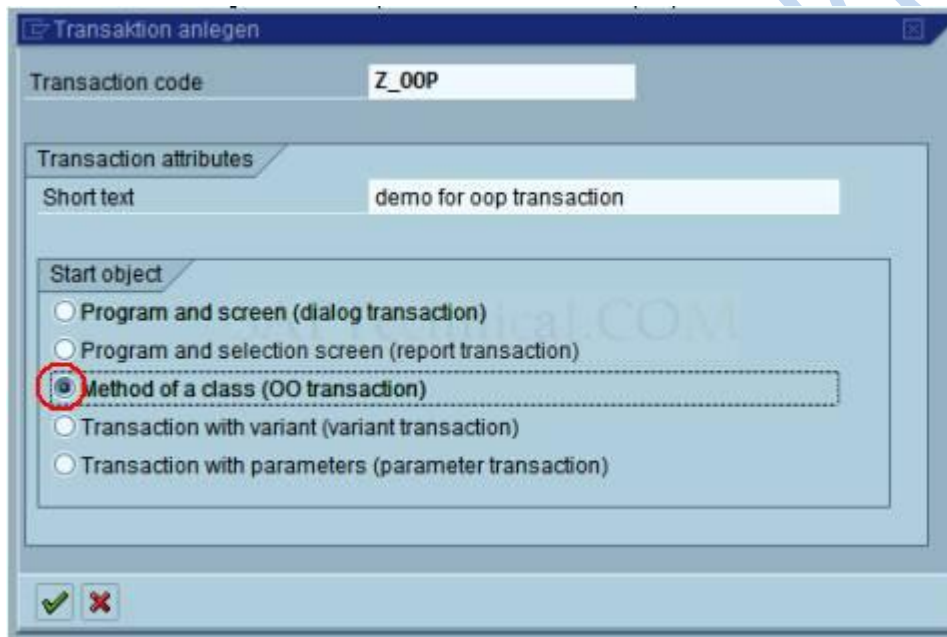 Transaktion anlegen
Transaction code Z_OOP
Transaction attributes
Short text demo for oop transaction
Start object
Program and screen (dialog transaction)
Program and selection screen (report transaction)
Method of a class (OO transaction)
Transaction with variant (variant transaction)
Transaction with parameters (parameter transaction)